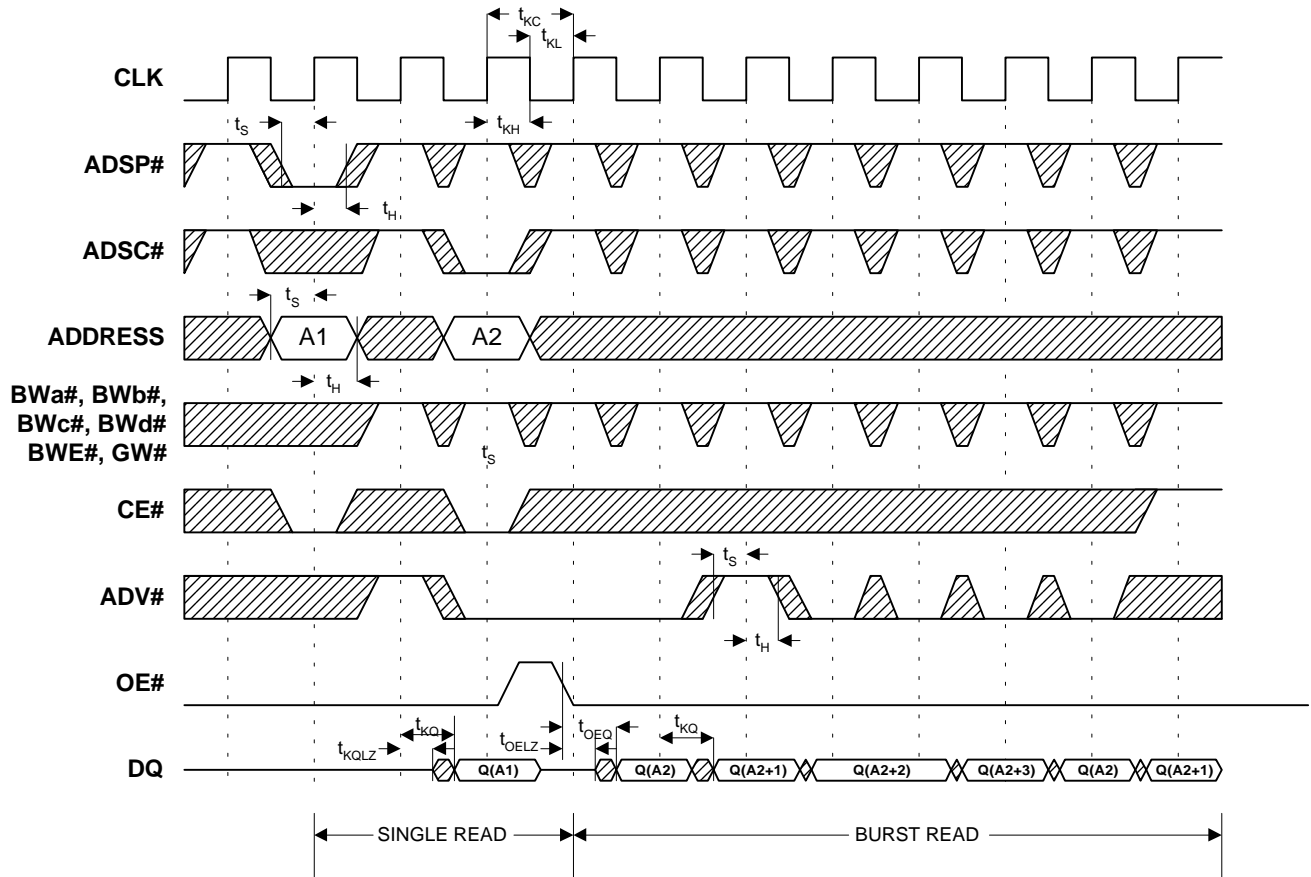 tKC
tKL
CLK
tS
tKH
ADSP#
tH
ADSC#
tS
ADDRESS
A1
A2
tH
BWa#, BWb#,
BWc#, BWd#
BWE#, GW#
tS
CE#
tS
ADV#
tH
OE#
tKQ
tOEQ
tKQ
tKQLZ
tOELZ
DQ
Q(A1)
Q(A2)
Q(A2+1)
Q(A2+2)
Q(A2+3)
Q(A2)
Q(A2+1)
SINGLE READ
BURST READ